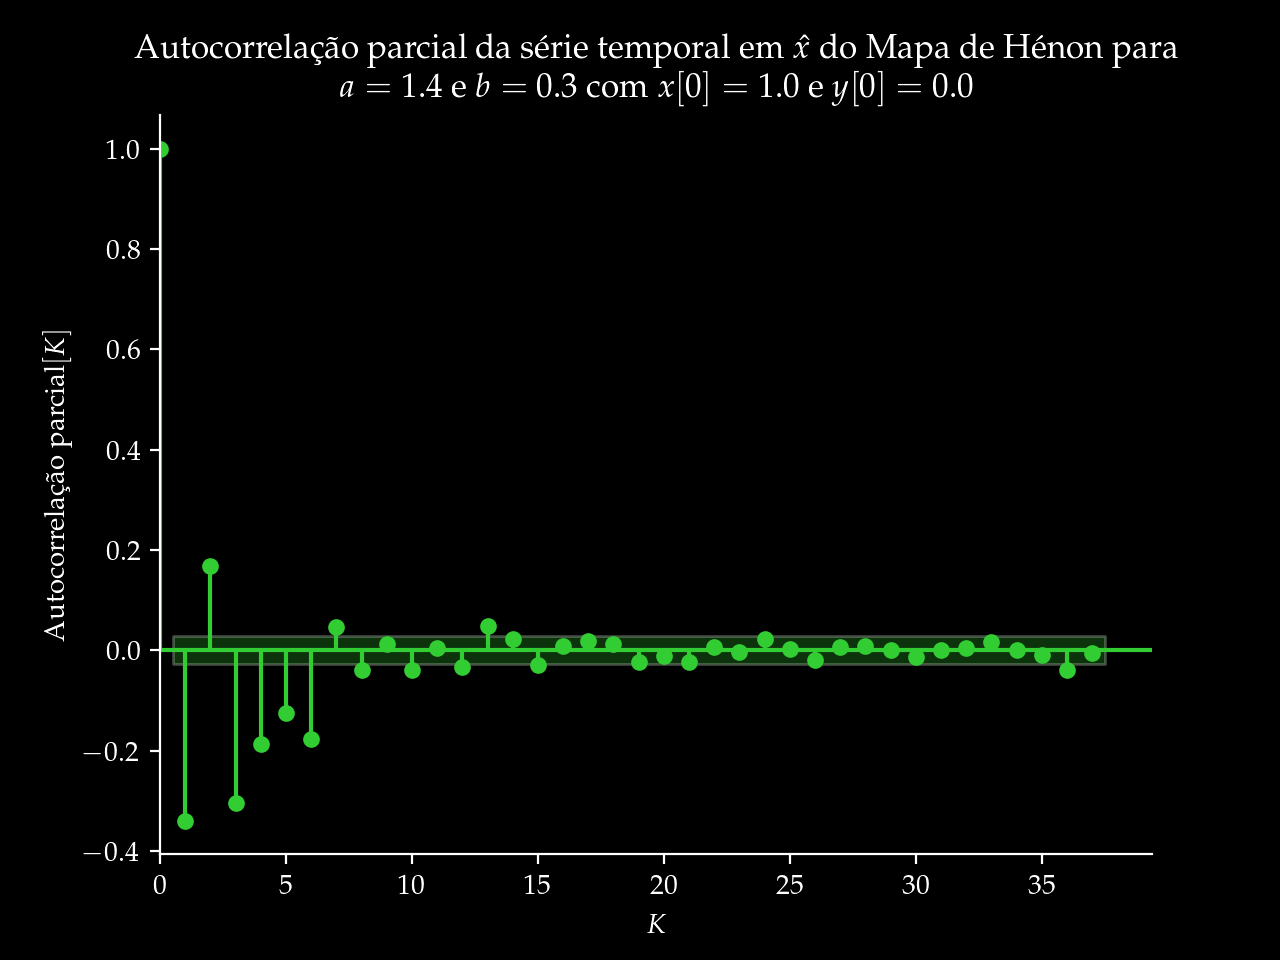 Autocorrelação parcial da série temporal em x̂ do Mapa de Hénon para
a = 1.4 e b = 0.3 com x[0] = 1.0 e y[0] = 0.0
Autocorrelação parcial[K]
1.0
0.8
0.6
0.4
0.2
0.0
−0.2
−0.4
0 5 10 15 20 25 30 35
K